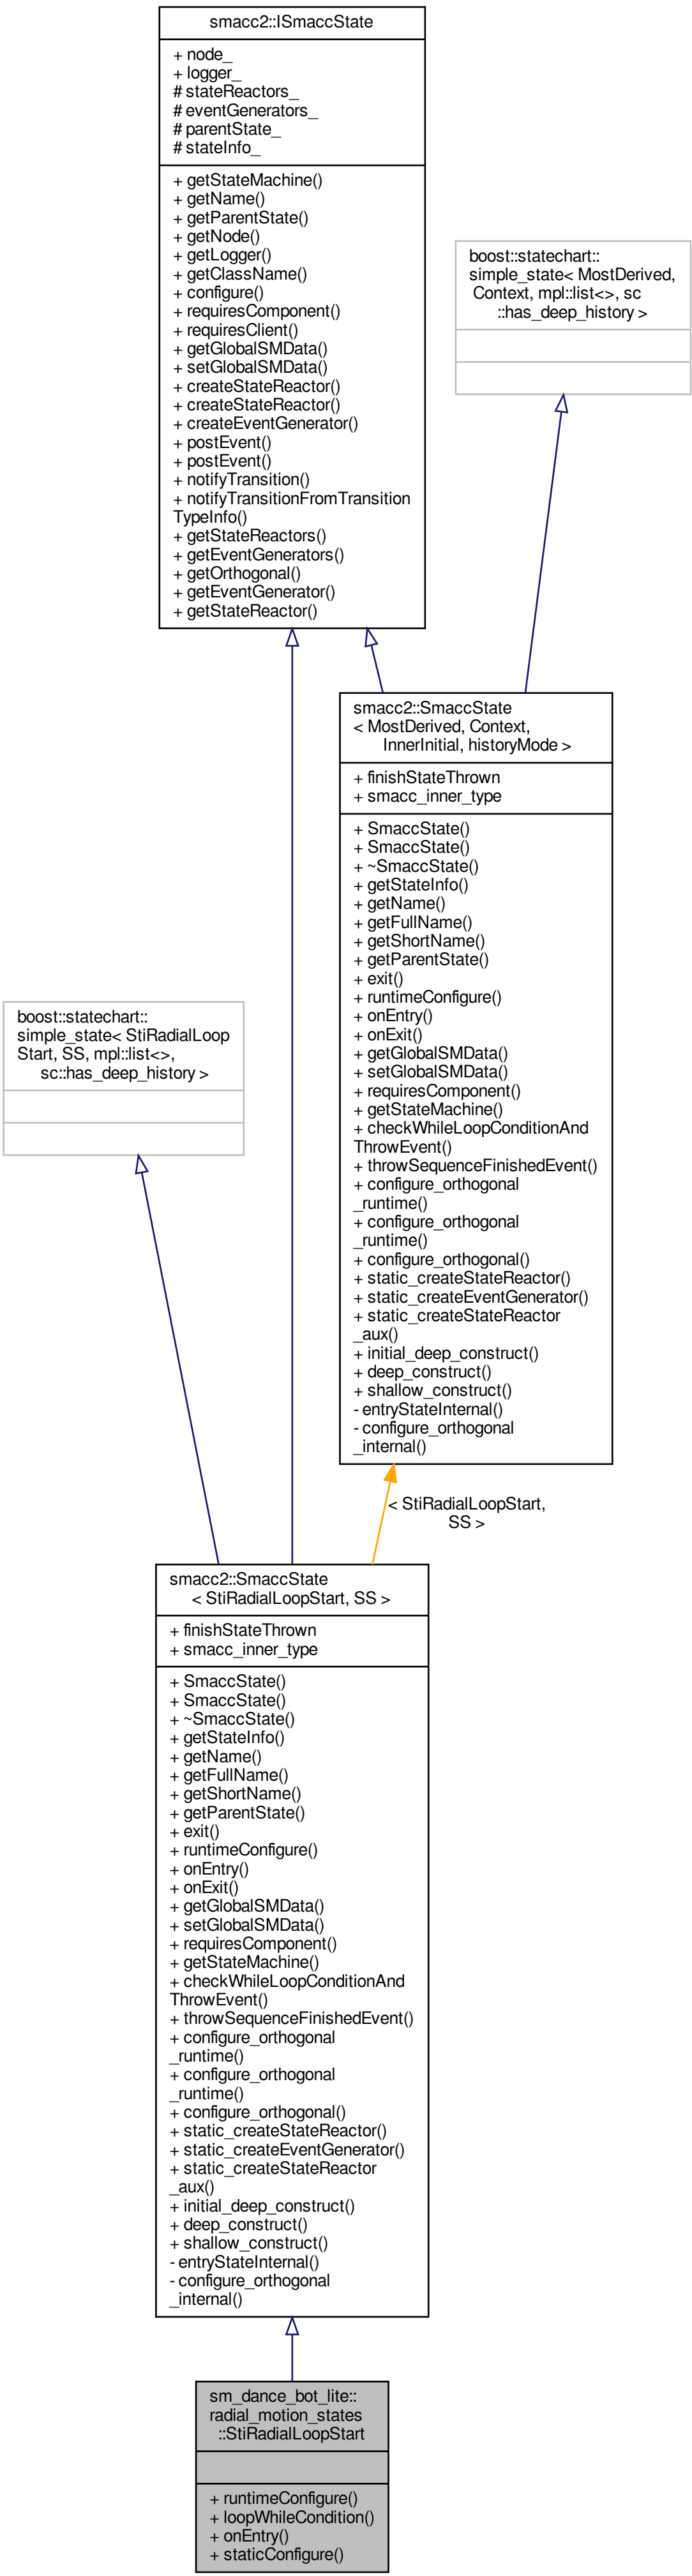 smacc2::ISmaccState
+ node_
+ logger_
# stateReactors_
# eventGenerators_
# parentState_
# stateInfo_
+ getStateMachine()
+ getName()
+ getParentState()
+ getNode()
+ getLogger()
+ getClassName()
+ configure()
+ requiresComponent()
+ requiresClient()
+ getGlobalSMData()
+ setGlobalSMData()
+ createStateReactor()
+ createStateReactor()
+ createEventGenerator()
+ postEvent()
+ postEvent()
+ notifyTransition()
+ notifyTransitionFromTransition
TypeInfo()
+ getStateReactors()
+ getEventGenerators()
+ getOrthogonal()
+ getEventGenerator()
+ getStateReactor()
boost::statechart::
simple_state< MostDerived,
Context, mpl::list<>, sc
::has_deep_history >
smacc2::SmaccState
< MostDerived, Context,
InnerInitial, historyMode >
+ finishStateThrown
+ smacc_inner_type
+ SmaccState()
+ SmaccState()
+ ~SmaccState()
+ getStateInfo()
+ getName()
+ getFullName()
+ getShortName()
+ getParentState()
+ exit()
+ runtimeConfigure()
+ onEntry()
+ onExit()
+ getGlobalSMData()
+ setGlobalSMData()
+ requiresComponent()
+ getStateMachine()
+ checkWhileLoopConditionAnd
ThrowEvent()
+ throwSequenceFinishedEvent()
+ configure_orthogonal
_runtime()
+ configure_orthogonal
_runtime()
+ configure_orthogonal()
+ static_createStateReactor()
+ static_createEventGenerator()
+ static_createStateReactor
_aux()
+ initial_deep_construct()
+ deep_construct()
+ shallow_construct()
- entryStateInternal()
- configure_orthogonal
_internal()
boost::statechart::
simple_state< StiRadialLoop
Start, SS, mpl::list<>,
sc::has_deep_history >
< StiRadialLoopStart,
SS >
smacc2::SmaccState
< StiRadialLoopStart, SS >
+ finishStateThrown
+ smacc_inner_type
+ SmaccState()
+ SmaccState()
+ ~SmaccState()
+ getStateInfo()
+ getName()
+ getFullName()
+ getShortName()
+ getParentState()
+ exit()
+ runtimeConfigure()
+ onEntry()
+ onExit()
+ getGlobalSMData()
+ setGlobalSMData()
+ requiresComponent()
+ getStateMachine()
+ checkWhileLoopConditionAnd
ThrowEvent()
+ throwSequenceFinishedEvent()
+ configure_orthogonal
_runtime()
+ configure_orthogonal
_runtime()
+ configure_orthogonal()
+ static_createStateReactor()
+ static_createEventGenerator()
+ static_createStateReactor
_aux()
+ initial_deep_construct()
+ deep_construct()
+ shallow_construct()
- entryStateInternal()
- configure_orthogonal
_internal()
sm_dance_bot_lite::
radial_motion_states
::StiRadialLoopStart
+ runtimeConfigure()
+ loopWhileCondition()
+ onEntry()
+ staticConfigure()